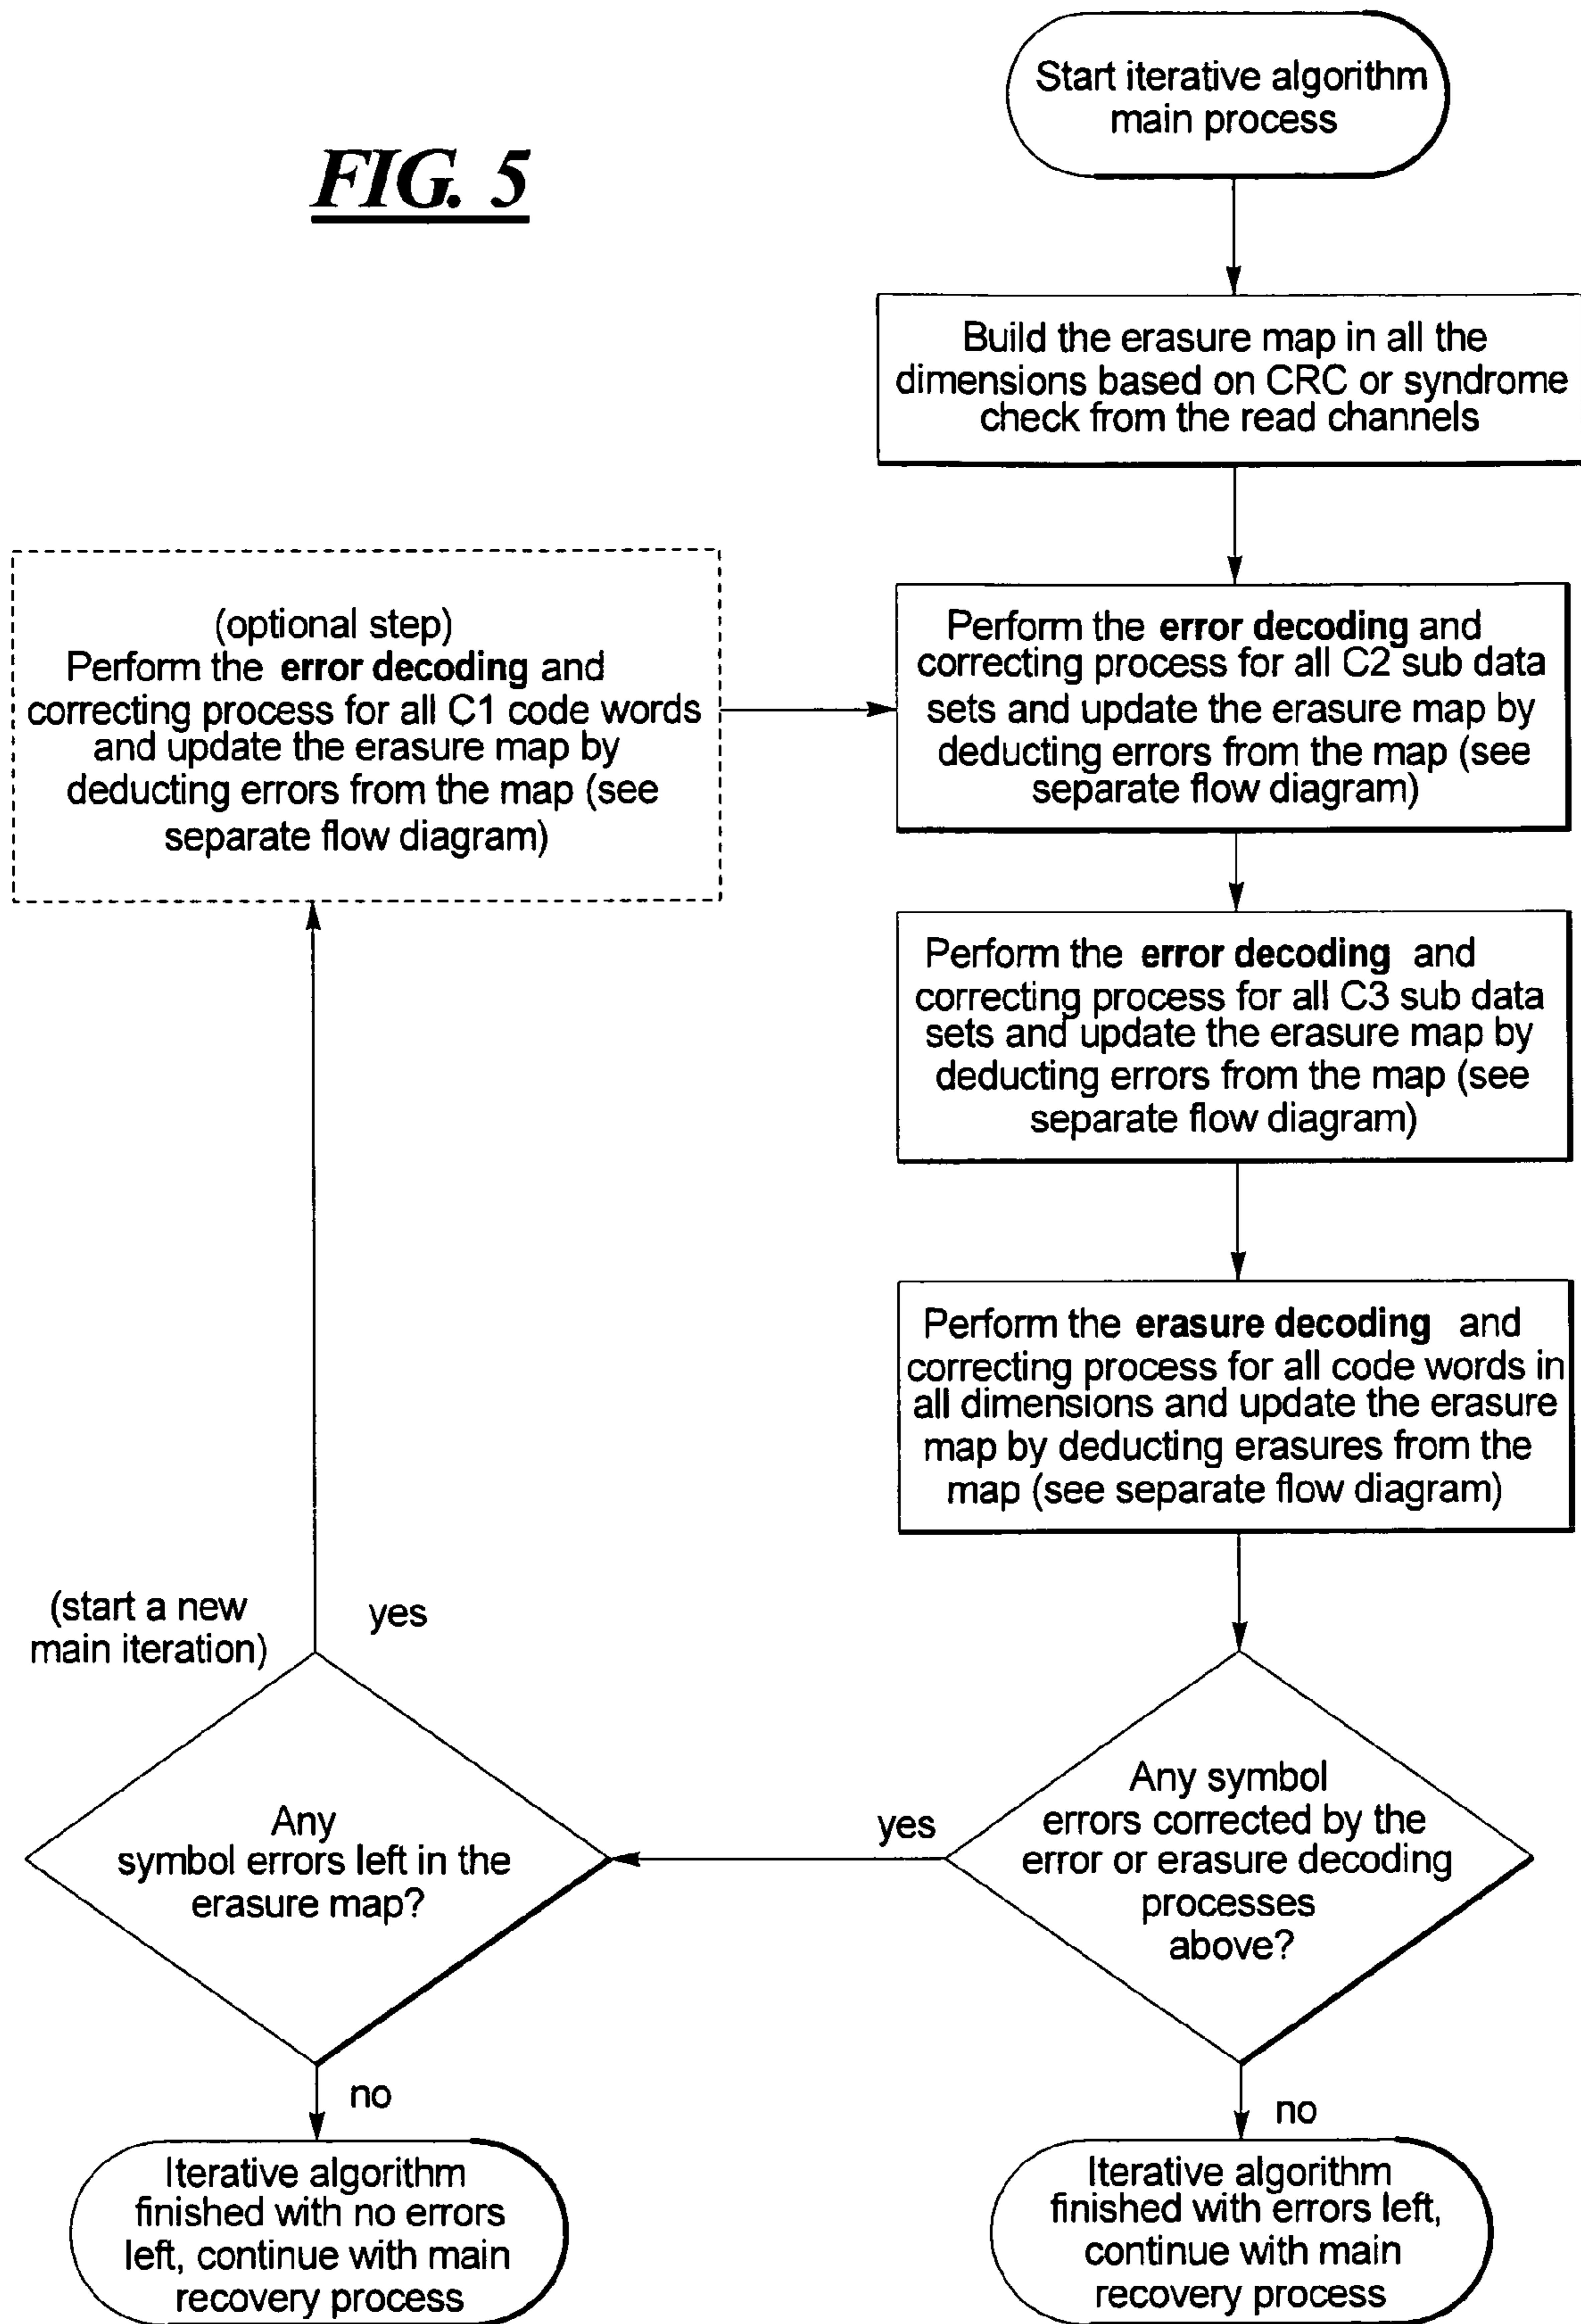 FIG. 5
Start iterative algorithm
main process
Build the erasure map in all the
dimensions based on CRC or syndrome
check from the read channels
(optional step)
Perform the error decoding and
correcting process for all C1 code words
and update the erasure map by
deducting errors from the map (see
separate flow diagram)
Perform the error decoding and
correcting process for all C2 sub data
sets and update the erasure map by
deducting errors from the map (see
separate flow diagram)
Perform the error decoding and
correcting process for all C3 sub data
sets and update the erasure map by
deducting errors from the map (see
separate flow diagram)
Perform the erasure decoding and
correcting process for all code words in
all dimensions and update the erasure
map by deducting erasures from the
map (see separate flow diagram)
Any symbol
errors corrected by the
error or erasure decoding
processes
above?
yes
no
Iterative algorithm
finished with errors left,
continue with main
recovery process
(start a new
main iteration)
yes
Any
symbol errors left in the
erasure map?
no
Iterative algorithm
finished with no errors
left, continue with main
recovery process